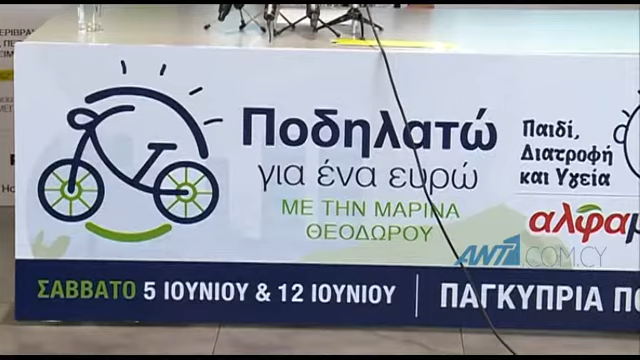 Ποδηλατώ
για ένα ευρώ
ΜΕ ΤΗΝ ΜΑΡΙΝΑ
ΘΕΟΔΩΡΟΥ
Παιδί,
Διατροφή
και Υγεία
αλφα
ANT1.COM.CY
ΣΑΒΒΑΤΟ 5 ΙΟΥΝΙΟΥ & 12 ΙΟΥΝΙΟΥ | ΠΑΓΚΥΠΡΙΑ